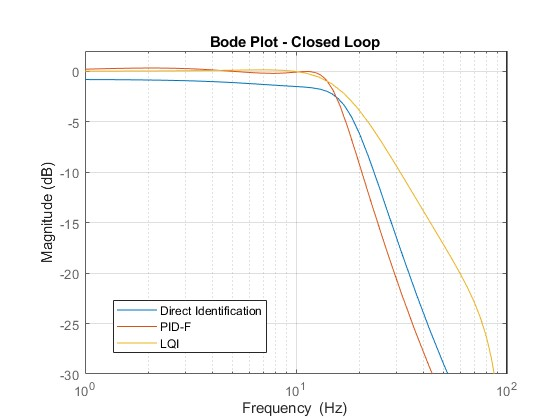 Bode Plot - Closed Loop
0
-5
-10
-15
-20
-25
-30
Magnitude (dB)
Direct Identification
PID-F
LQI
10^0
10^1
10^2
Frequency (Hz)